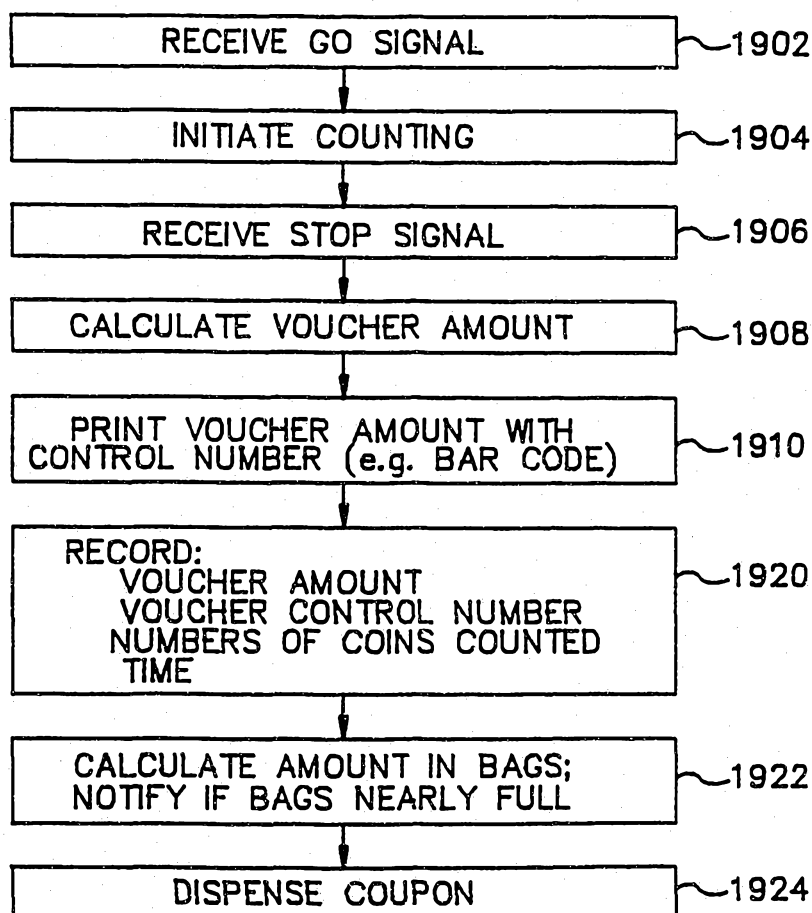 RECEIVE GO SIGNAL 1902
INITIATE COUNTING 1904
RECEIVE STOP SIGNAL 1906
CALCULATE VOUCHER AMOUNT 1908
PRINT VOUCHER AMOUNT WITH
CONTROL NUMBER (e.g. BAR CODE) 1910
RECORD:
VOUCHER AMOUNT 1920
VOUCHER CONTROL NUMBER
NUMBERS OF COINS COUNTED
TIME
CALCULATE AMOUNT IN BAGS; 1922
NOTIFY IF BAGS NEARLY FULL
DISPENSE COUPON 1924